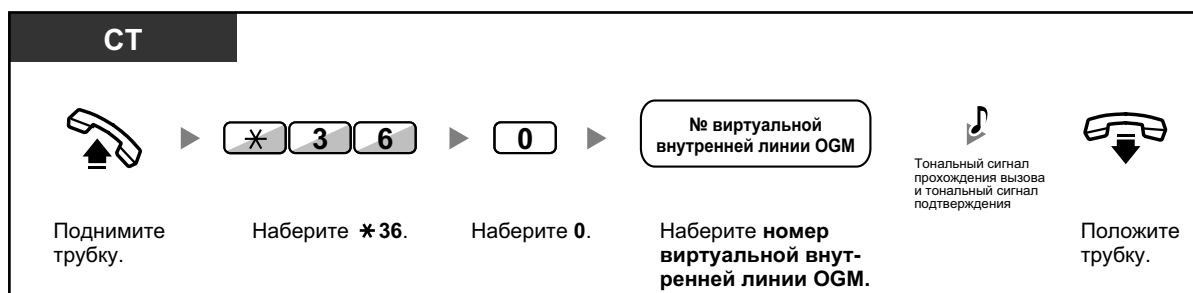 СТ
✳ 3 6
0
№ виртуальной
внутренней линии OGM
Тональный сигнал
прохождения вызова
и тональный сигнал
подтверждения
Поднимите
трубку.
Наберите ✳36.
Наберите 0.
Наберите номер
виртуальной внут-
ренней линии OGM.
Положите
трубку.